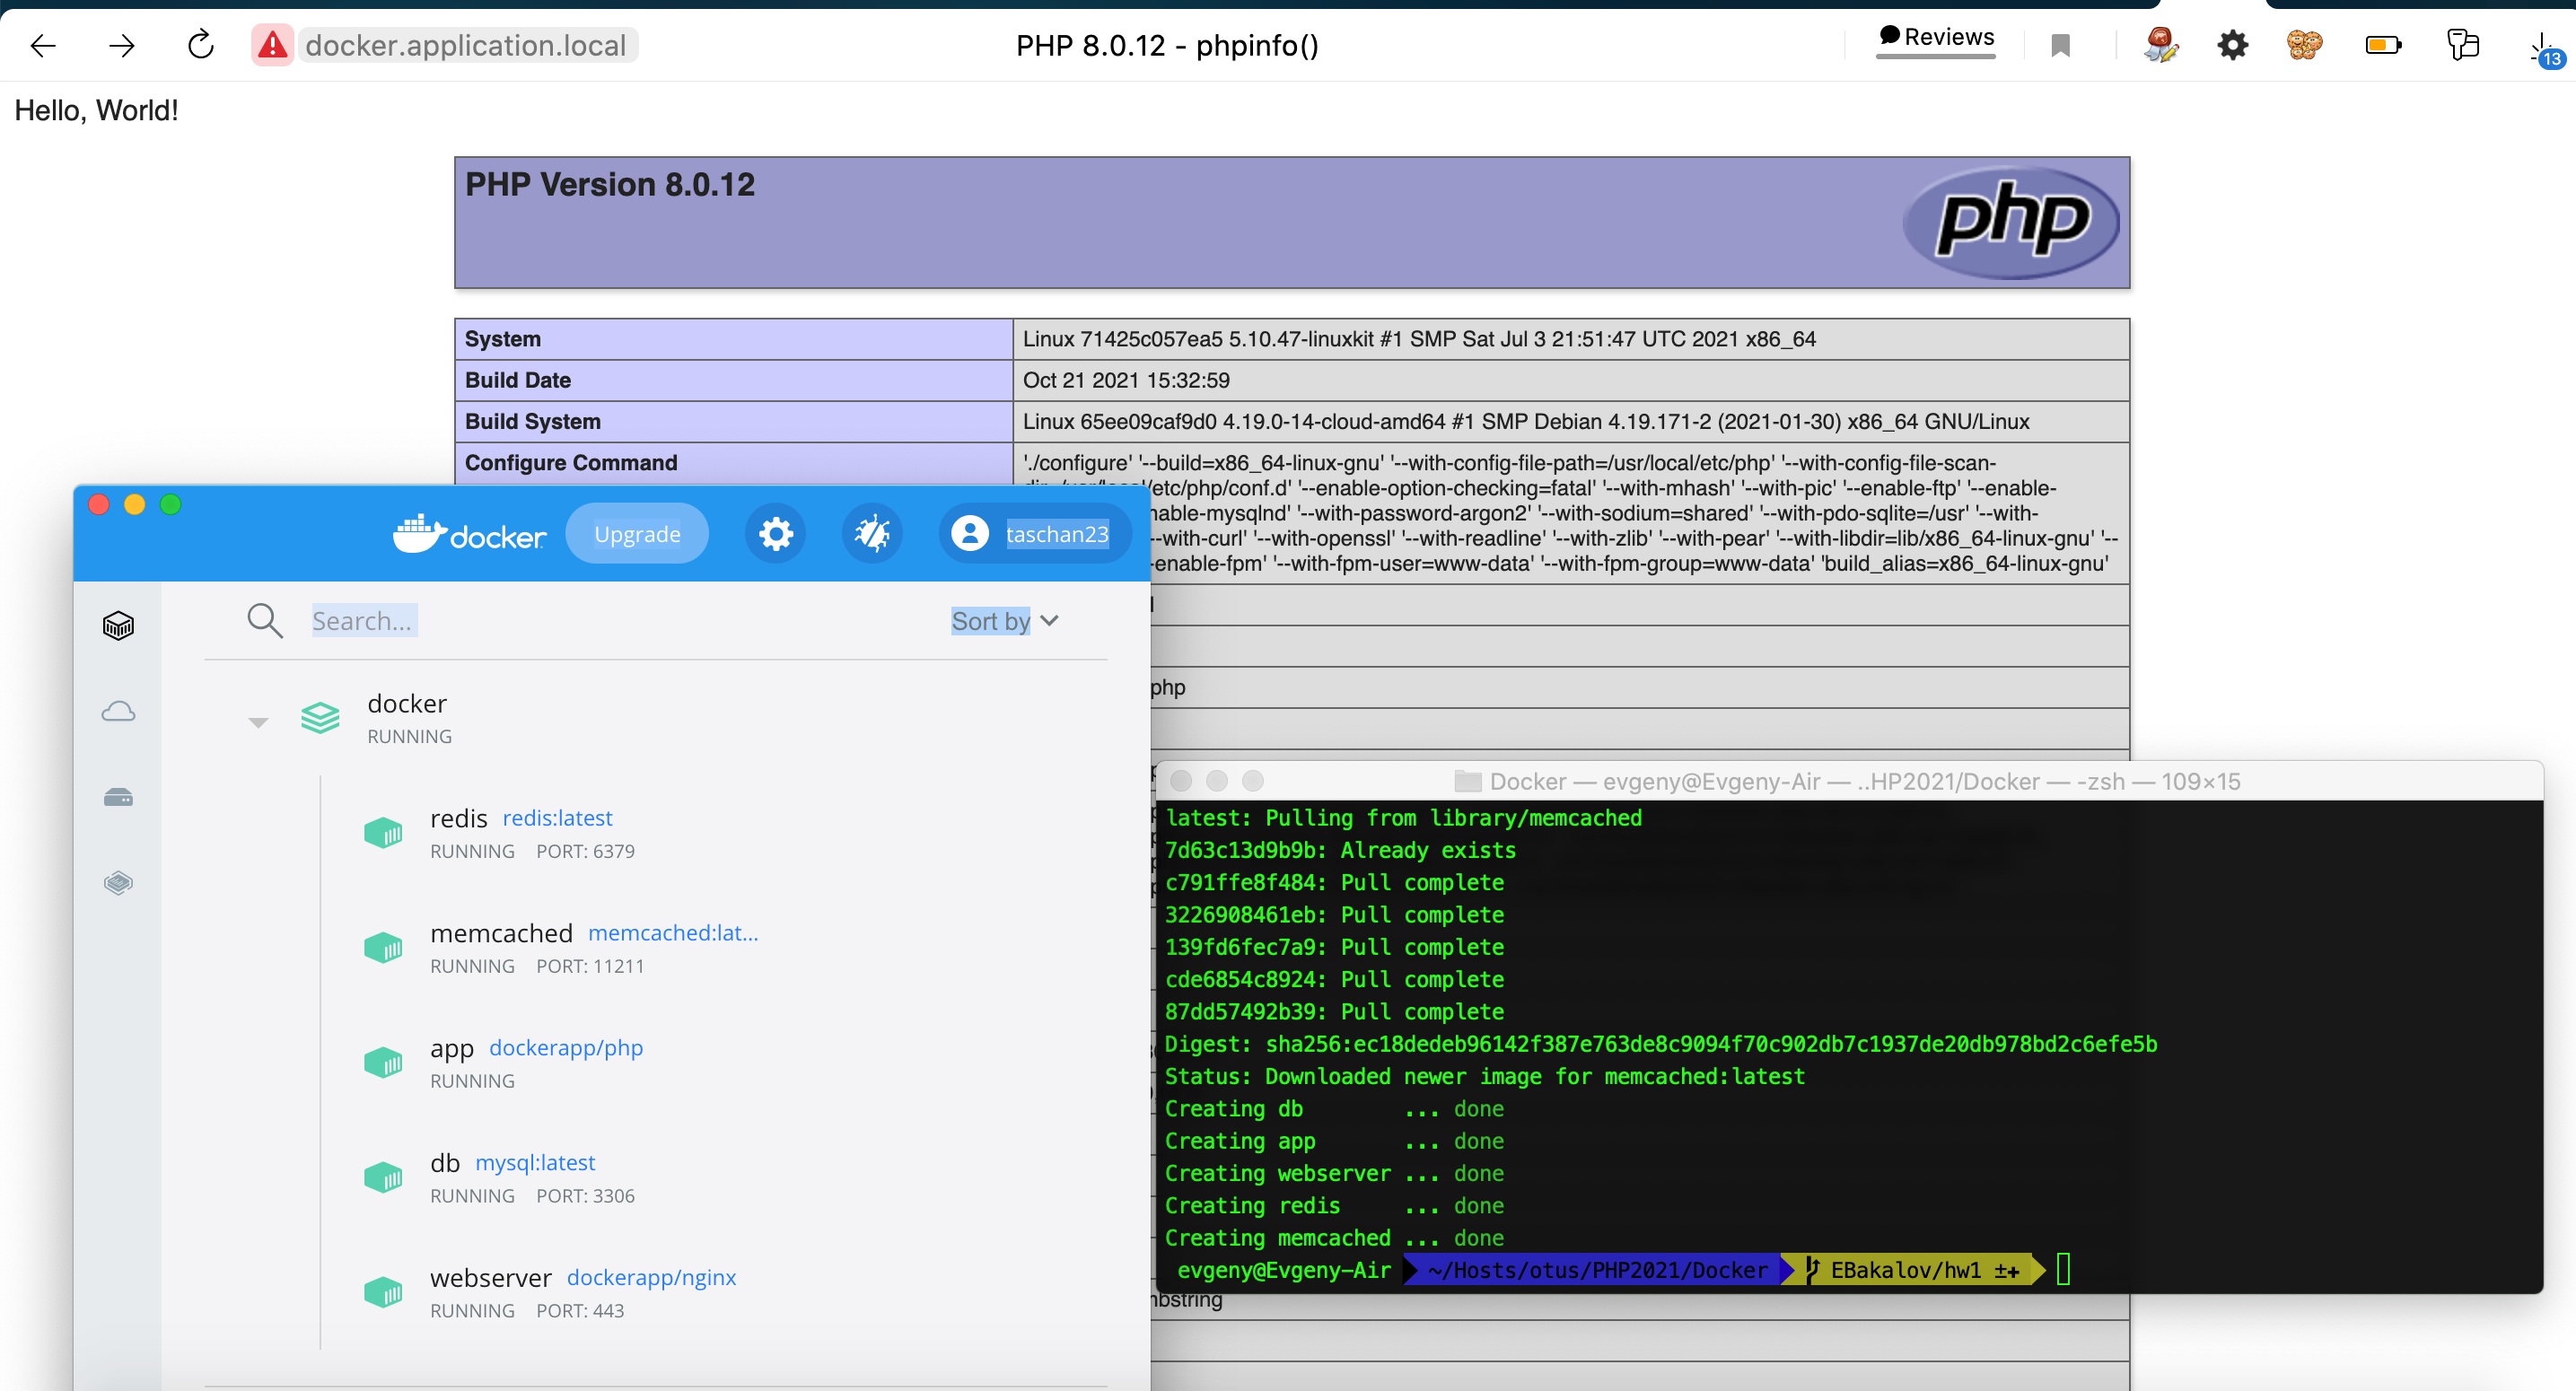 docker.application.local
PHP 8.0.12 - phpinfo()
Reviews
13
Hello, World!
PHP Version 8.0.12
php
System Linux 71425c057ea5 5.10.47-linuxkit #1 SMP Sat Jul 3 21:51:47 UTC 2021 x86_64
Build Date Oct 21 2021 15:32:59
Build System Linux 65ee09caf9d0 4.19.0-14-cloud-amd64 #1 SMP Debian 4.19.171-2 (2021-01-30) x86_64 GNU/Linux
Configure Command './configure' '--build=x86_64-linux-gnu' '--with-config-file-path=/usr/local/etc/php' '--with-config-file-scan-
etc/php/conf.d' '--enable-option-checking=fatal' '--with-mhash' '--with-pic' '--enable-ftp' '--enable-
nable-mysqlnd' '--with-password-argon2' '--with-sodium=shared' '--with-pdo-sqlite=/usr' '--with-
--with-curl' '--with-openssl' '--with-readline' '--with-zlib' '--with-pear' '--with-libdir=lib/x86_64-linux-gnu' '--
-enable-fpm' '--with-fpm-user=www-data' '--with-fpm-group=www-data' 'build_alias=x86_64-linux-gnu'
php
mbstring
docker
Upgrade
taschan23
Search...
Sort by
docker
RUNNING
redis redis:latest
RUNNING PORT: 6379
memcached memcached:lat...
RUNNING PORT: 11211
app dockerapp/php
RUNNING
db mysql:latest
RUNNING PORT: 3306
webserver dockerapp/nginx
RUNNING PORT: 443
Docker — evgeny@Evgeny-Air — ..HP2021/Docker — -zsh — 109×15
latest: Pulling from library/memcached
7d63c13d9b9b: Already exists
c791ffe8f484: Pull complete
3226908461eb: Pull complete
139fd6fec7a9: Pull complete
cde6854c8924: Pull complete
87dd57492b39: Pull complete
Digest: sha256:ec18dedeb96142f387e763de8c9094f70c902db7c1937de20db978bd2c6efe5b
Status: Downloaded newer image for memcached:latest
Creating db ... done
Creating app ... done
Creating webserver ... done
Creating redis ... done
Creating memcached ... done
evgeny@Evgeny-Air ~/Hosts/otus/PHP2021/Docker EBakalov/hw1 ±+